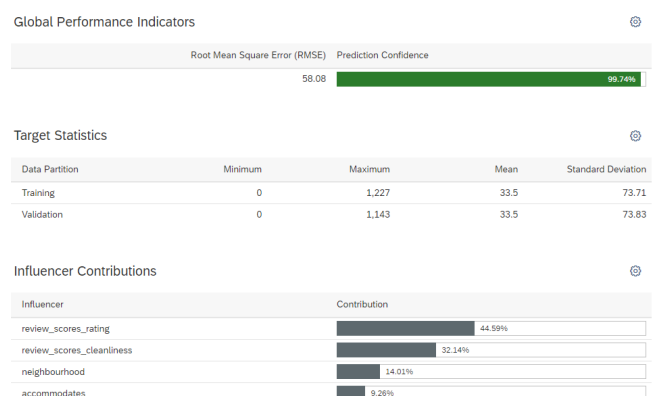 Global Performance Indicators
Root Mean Square Error (RMSE) Prediction Confidence
58.08 99.74%
Target Statistics
Data Partition Minimum Maximum Mean Standard Deviation
Training 0 1,227 33.5 73.71
Validation 0 1,143 33.5 73.83
Influencer Contributions
Influencer Contribution
review_scores_rating 44.59%
review_scores_cleanliness 32.14%
neighbourhood 14.01%
accommodates 9.26%